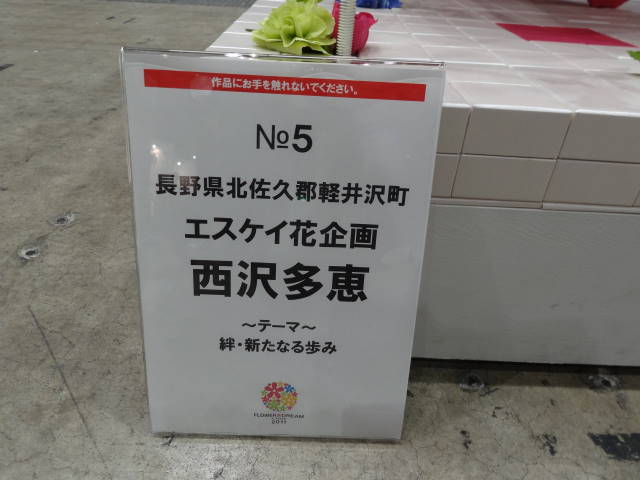 作品にお手を触れないでください。
№5
長野県北佐久郡軽井沢町
エスケイ花企画
西沢多恵
～テーマ～
絆・新たなる歩み
FLOWER DREAM
2011